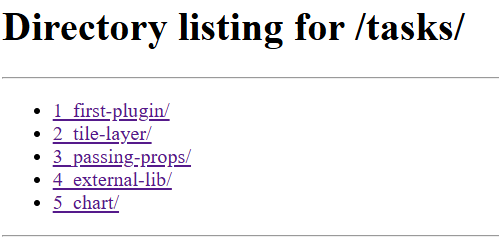 Directory listing for /tasks/
1_first-plugin/
2_tile-layer/
3_passing-props/
4_external-lib/
5_chart/